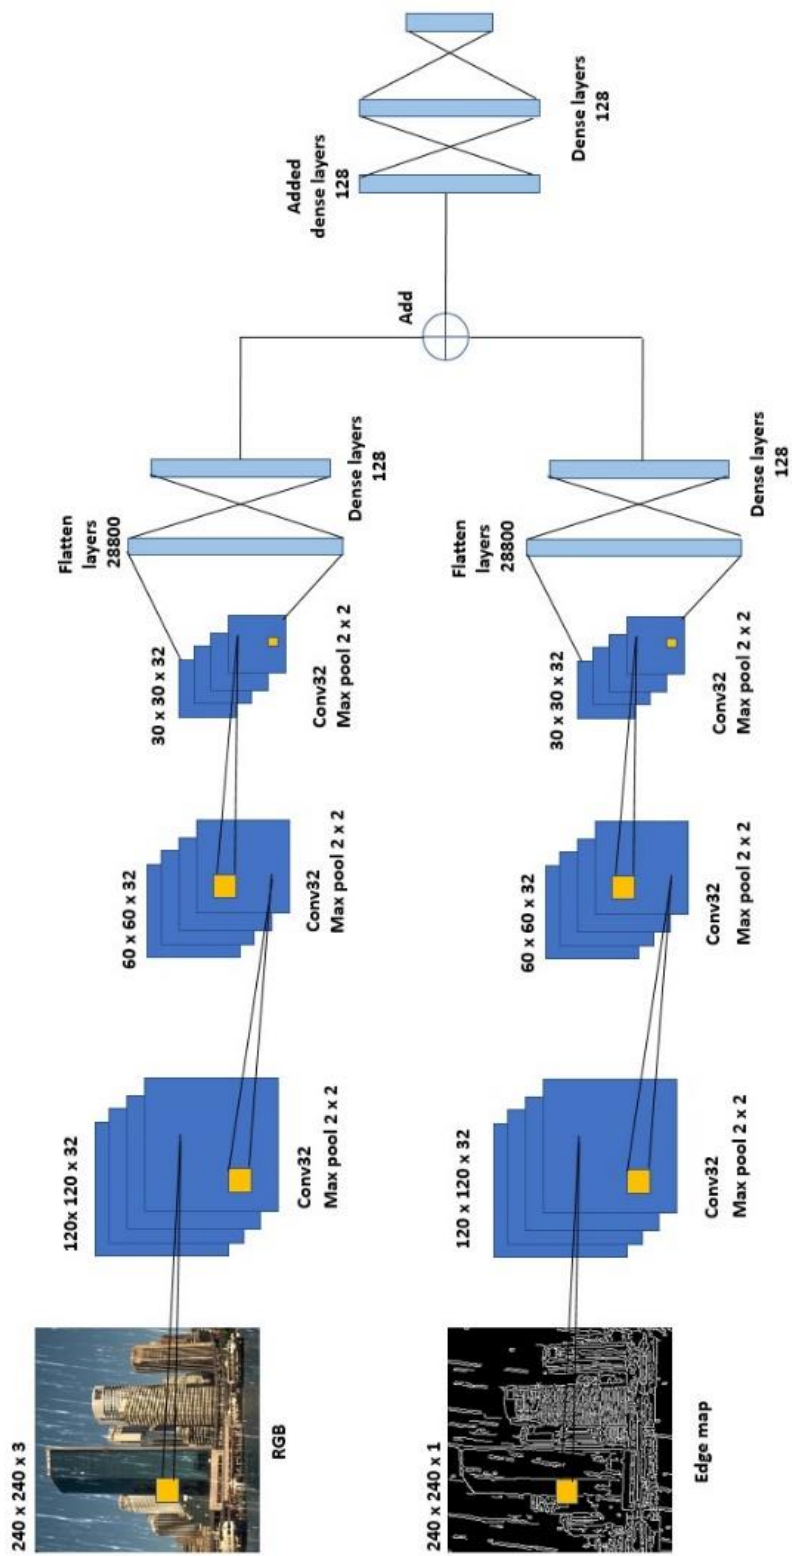 240 x 240 x 3
RGB
120x 120 x 32
Conv32
Max pool 2 x 2
60 x 60 x 32
Conv32
Max pool 2 x 2
30 x 30 x 32
Conv32
Max pool 2 x 2
Flatten
layers
28800
Dense layers
128
240 x 240 x 1
Edge map
120 x 120 x 32
Conv32
Max pool 2 x 2
60 x 60 x 32
Conv32
Max pool 2 x 2
30 x 30 x 32
Conv32
Max pool 2 x 2
Flatten
layers
28800
Dense layers
128
Add
Added
dense layers
128
Dense layers
128